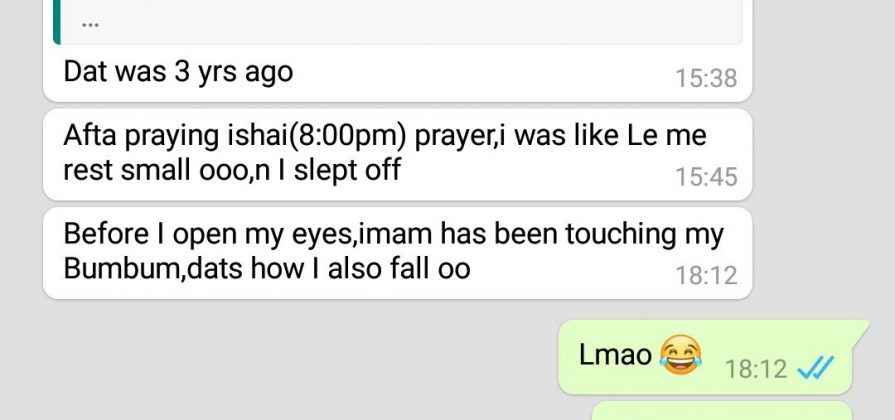 ...
Dat was 3 yrs ago
15:38
Afta praying ishai(8:00pm) prayer,i was like Le me
rest small ooo,n I slept off
15:45
Before I open my eyes,imam has been touching my
Bumbum,dats how I also fall oo
18:12
Lmao 😂
18:12